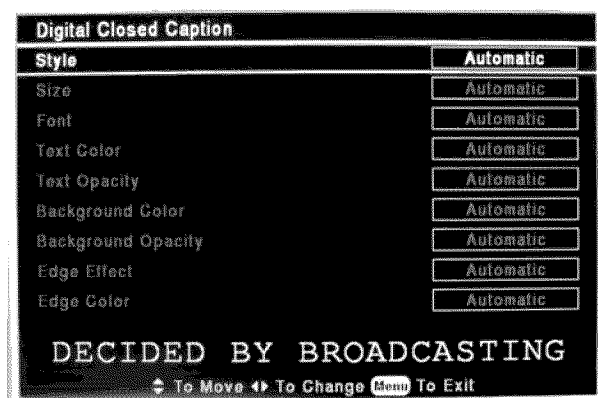 Digital Closed Caption
Style Automatic
Size Automatic
Font Automatic
Text Color Automatic
Text Opacity Automatic
Background Color Automatic
Background Opacity Automatic
Edge Effect Automatic
Edge Color Automatic
DECIDED BY BROADCASTING
To Move To Change Menu To Exit